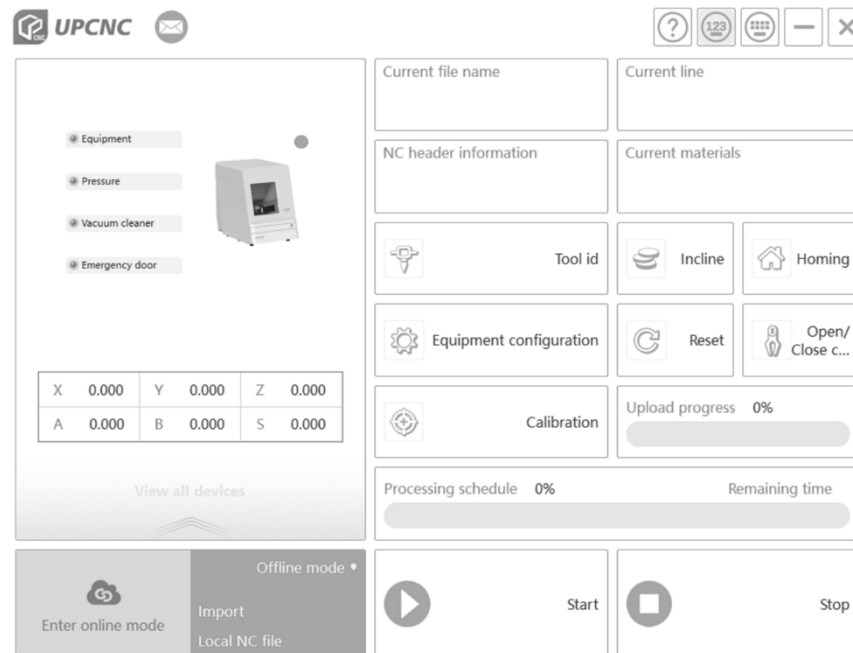 UPCNC
CNC
123
Equipment
Pressure
Vacuum cleaner
Emergency door
X 0.000 Y 0.000 Z 0.000
A 0.000 B 0.000 S 0.000
View all devices
Enter online mode
Offline mode
Import
Local NC file
Current file name
Current line
NC header information
Current materials
Tool id
Incline
Homing
Equipment configuration
Reset
Open/
Close c...
Calibration
Upload progress 0%
Processing schedule 0% Remaining time
Start
Stop